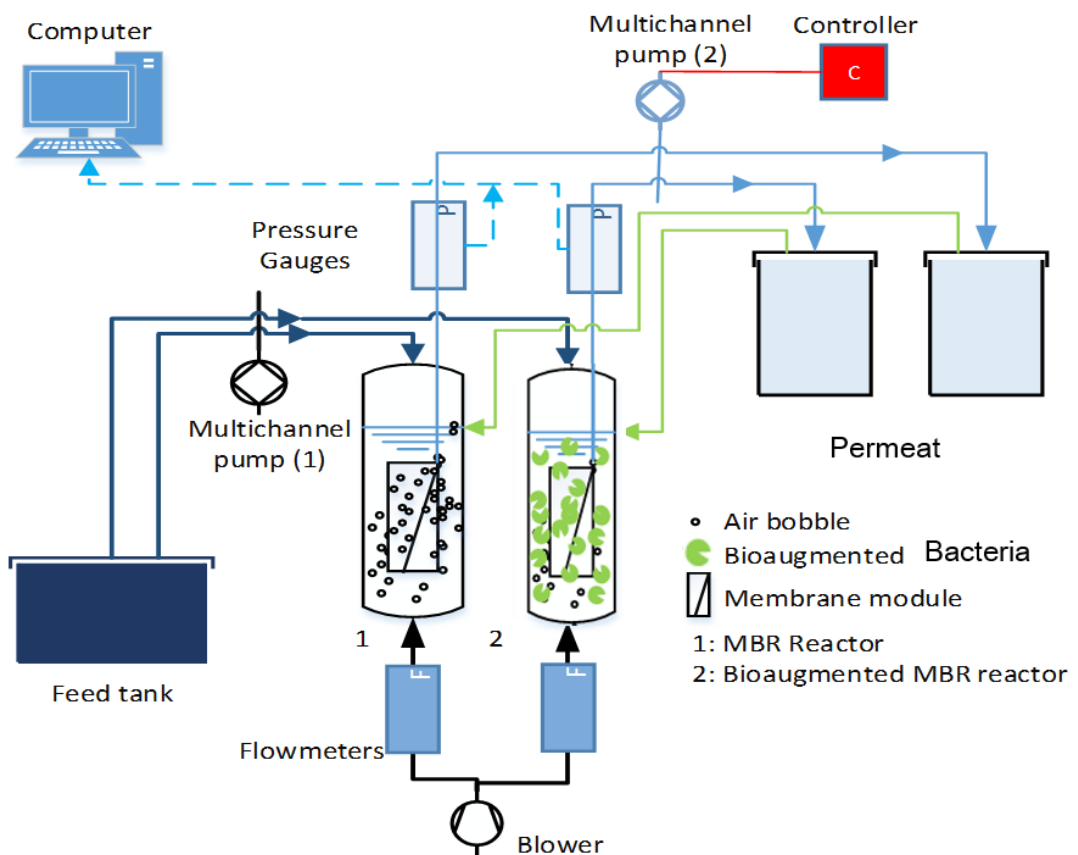 Computer
Multichannel
pump (2)
Controller
C
P
P
Pressure
Gauges
Multichannel
pump (1)
Permeat
Air bobble
Bioaugmented Bacteria
Membrane module
1: MBR Reactor
2: Bioaugmented MBR reactor
1
2
Feed tank
F
F
Flowmeters
Blower